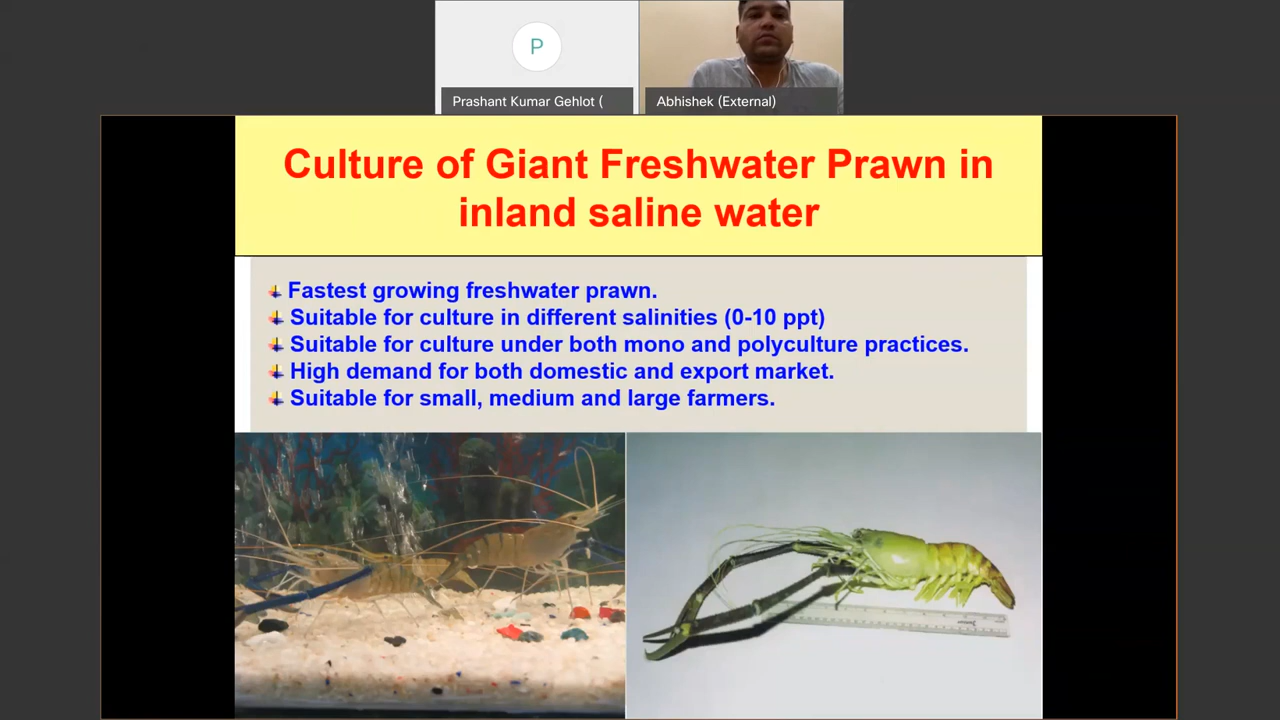 P
Prashant Kumar Gehlot (
Abhishek (External)
Culture of Giant Freshwater Prawn in
inland saline water
Fastest growing freshwater prawn.
Suitable for culture in different salinities (0-10 ppt)
Suitable for culture under both mono and polyculture practices.
High demand for both domestic and export market.
Suitable for small, medium and large farmers.